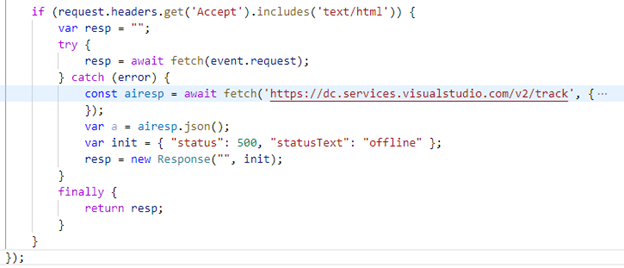 if (request.headers.get('Accept').includes('text/html')) {
var resp = "";
try {
resp = await fetch(event.request);
} catch (error) {
const airesp = await fetch('https://dc.services.visualstudio.com/v2/track', {···
});
var a = airesp.json();
var init = { "status": 500, "statusText": "offline" };
resp = new Response("", init);
}
finally {
return resp;
}
}
});